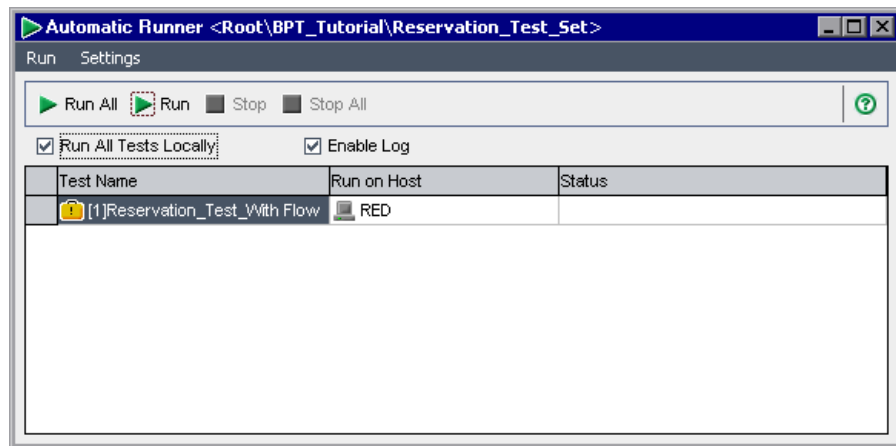 Automatic Runner <Root\BPT_Tutorial\Reservation_Test_Set>
Run Settings
Run All Run Stop Stop All ?
Run All Tests Locally Enable Log
Test Name Run on Host Status
[1]Reservation_Test_With Flow RED